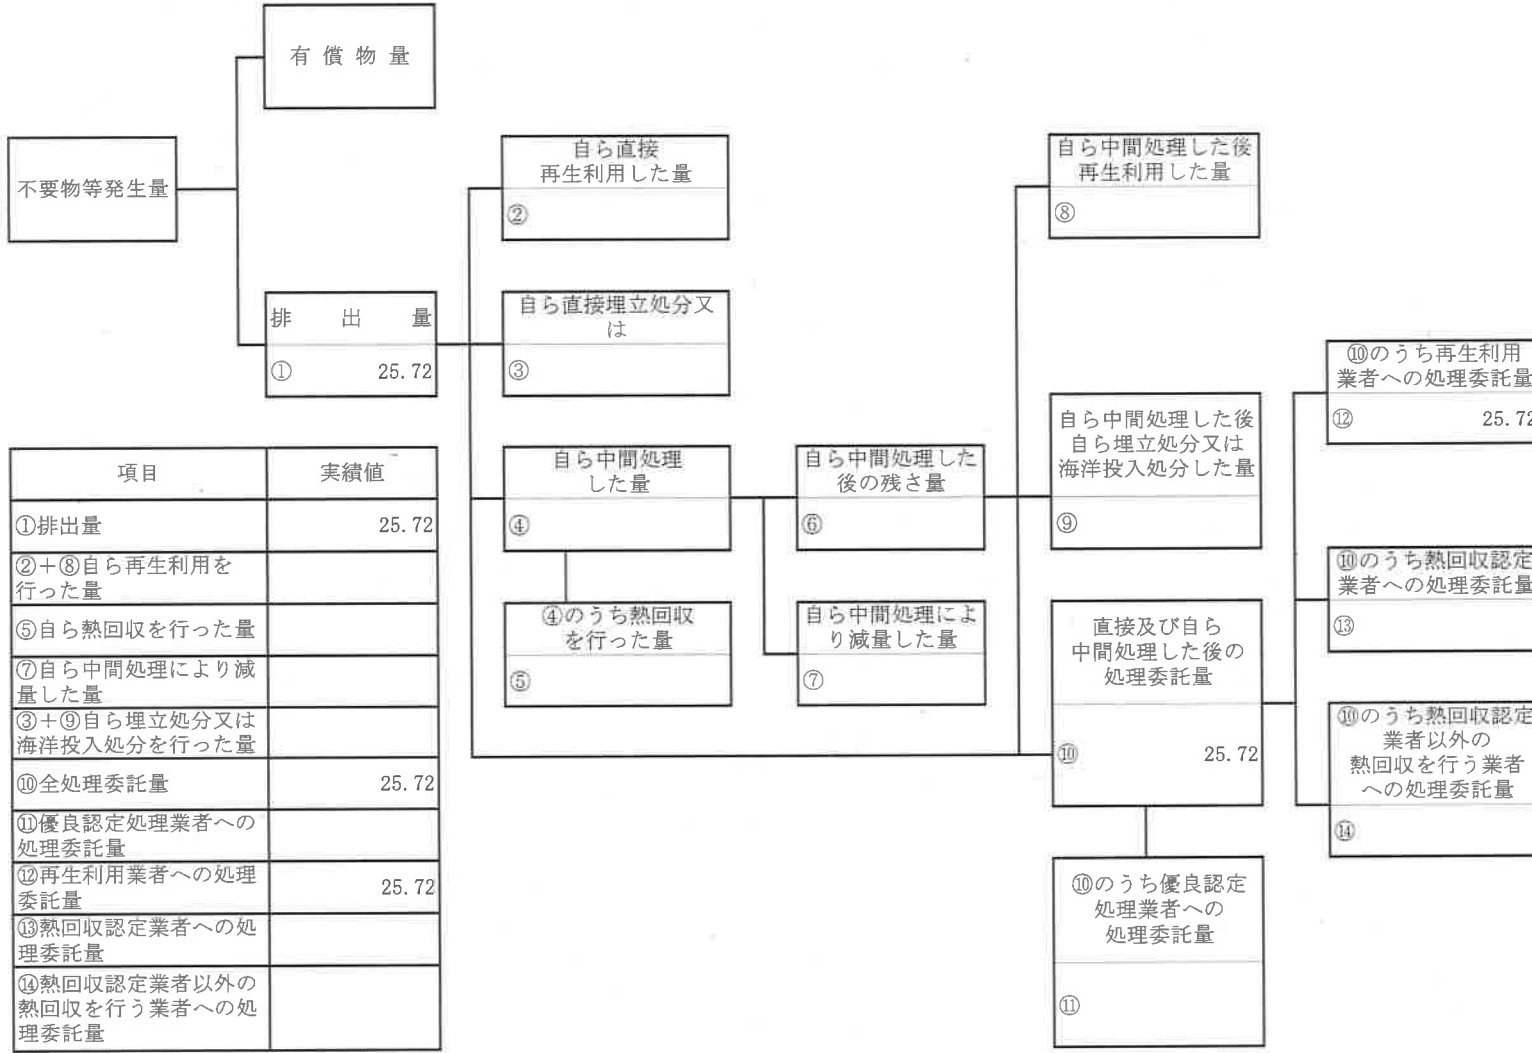 有 償 物 量
不要物等発生量
排 出 量
① 25.72
自ら直接
再生利用した量
②
自ら直接埋立処分又
は
③
自ら中間処理
した量
④
④のうち熱回収
を行った量
⑤
自ら中間処理した
後の残さ量
⑥
自ら中間処理によ
り減量した量
⑦
自ら中間処理した後
再生利用した量
⑧
自ら中間処理した後
自ら埋立処分又は
海洋投入処分した量
⑨
直接及び自ら
中間処理した後の
処理委託量
⑩ 25.72
⑩のうち優良認定
処理業者への
処理委託量
⑪
⑩のうち再生利用
業者への処理委託量
⑫ 25.72
⑩のうち熱回収認定
業者への処理委託量
⑬
⑩のうち熱回収認定
業者以外の
熱回収を行う業者
への処理委託量
⑭
項目 実績値
①排出量 25.72
②+⑧自ら再生利用を
行った量
⑤自ら熱回収を行った量
⑦自ら中間処理により減
量した量
③+⑨自ら埋立処分又は
海洋投入処分を行った量
⑩全処理委託量 25.72
⑪優良認定処理業者への
処理委託量
⑫再生利用業者への処理
委託量 25.72
⑬熱回収認定業者への処
理委託量
⑭熱回収認定業者以外の
熱回収を行う業者への処
理委託量